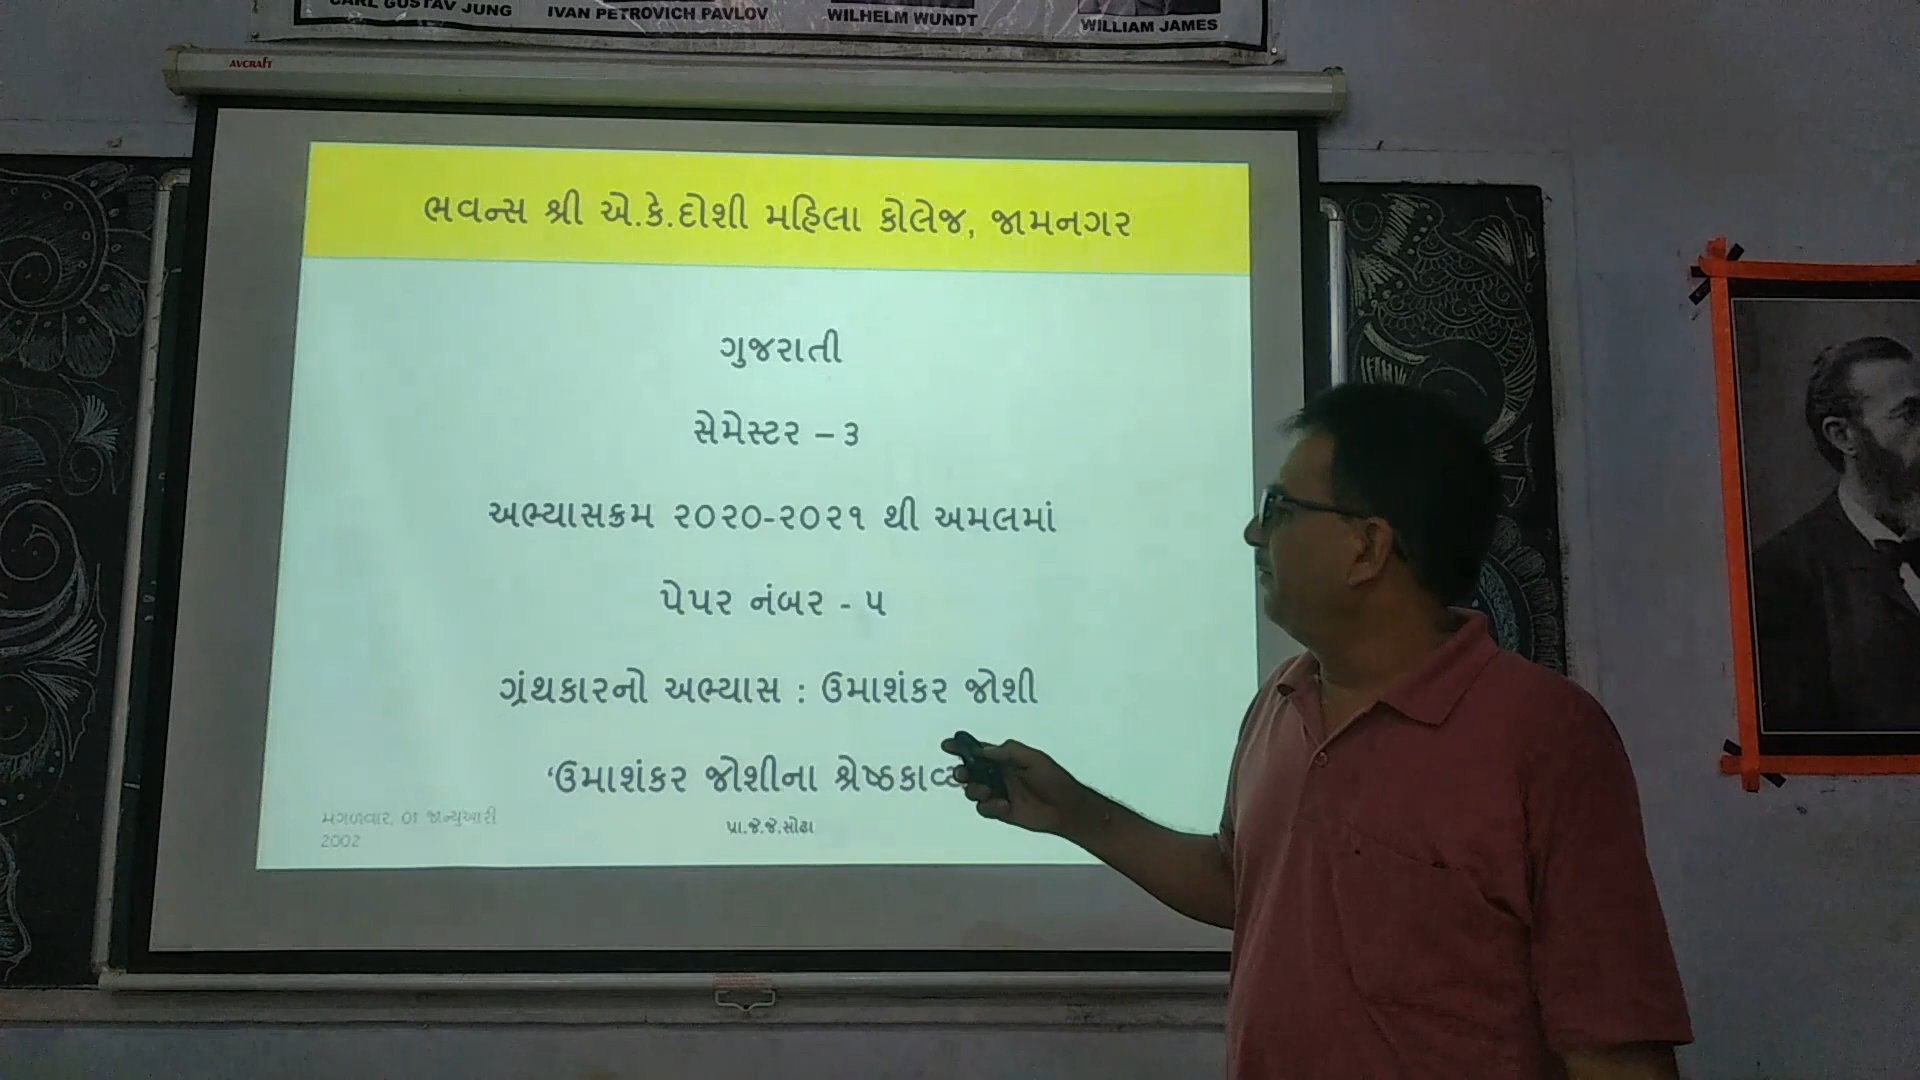 CARL GUSTAV JUNG
IVAN PETROVICH PAVLOV
WILHELM WUNDT
WILLIAM JAMES
AVCRAFT
ભવન્સ શ્રી એ.કે.દોશી મહિલા કોલેજ, જામનગર
ગુજરાતી
સેમેસ્ટર – ૩
અભ્યાસક્રમ ૨૦૨૦-૨૦૨૧ થી અમલમાં
પેપર નંબર - ૫
ગ્રંથકારનો અભ્યાસ : ઉમાશંકર જોશી
‘ઉમાશંકર જોશીના
મંગળવાર, 01 જાન્યુઆરી
2002
પ્રા.જે.જે.સોઢા